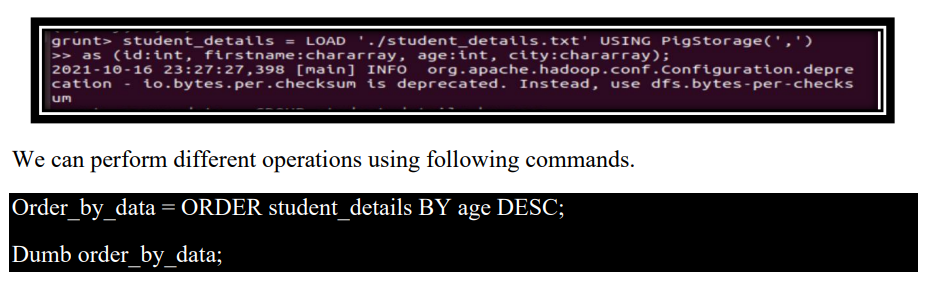 grunt> student_details = LOAD './student_details.txt' USING PigStorage(',')
>> as (id:int, firstname:chararray, age:int, city:chararray);
2021-10-16 23:27:27,398 [main] INFO  org.apache.hadoop.conf.Configuration.depre
cation - io.bytes.per.checksum is deprecated. Instead, use dfs.bytes-per-checks
um
We can perform different operations using following commands.
Order_by_data = ORDER student_details BY age DESC;
Dumb order_by_data;